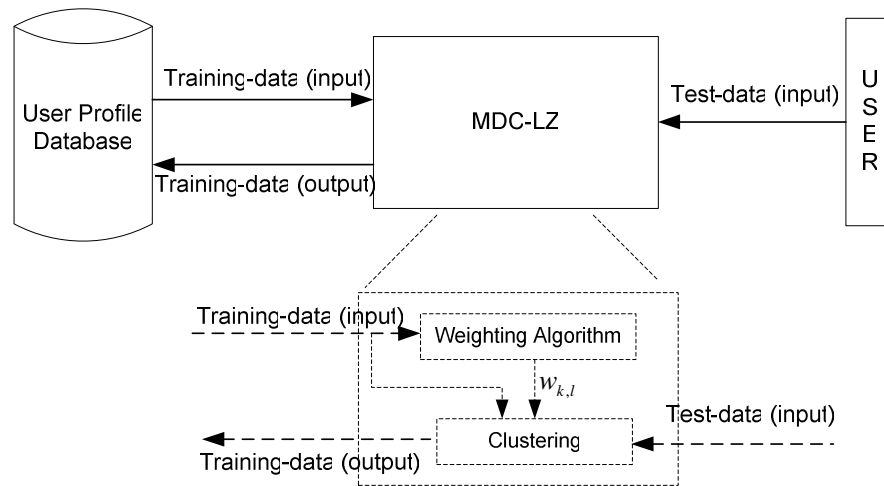 Training-data (input)
User Profile
Database
MDC-LZ
Test-data (input)
U
S
E
R
Training-data (output)
Training-data (input)
Weighting Algorithm
w_{k,l}
Test-data (input)
Clustering
Training-data (output)